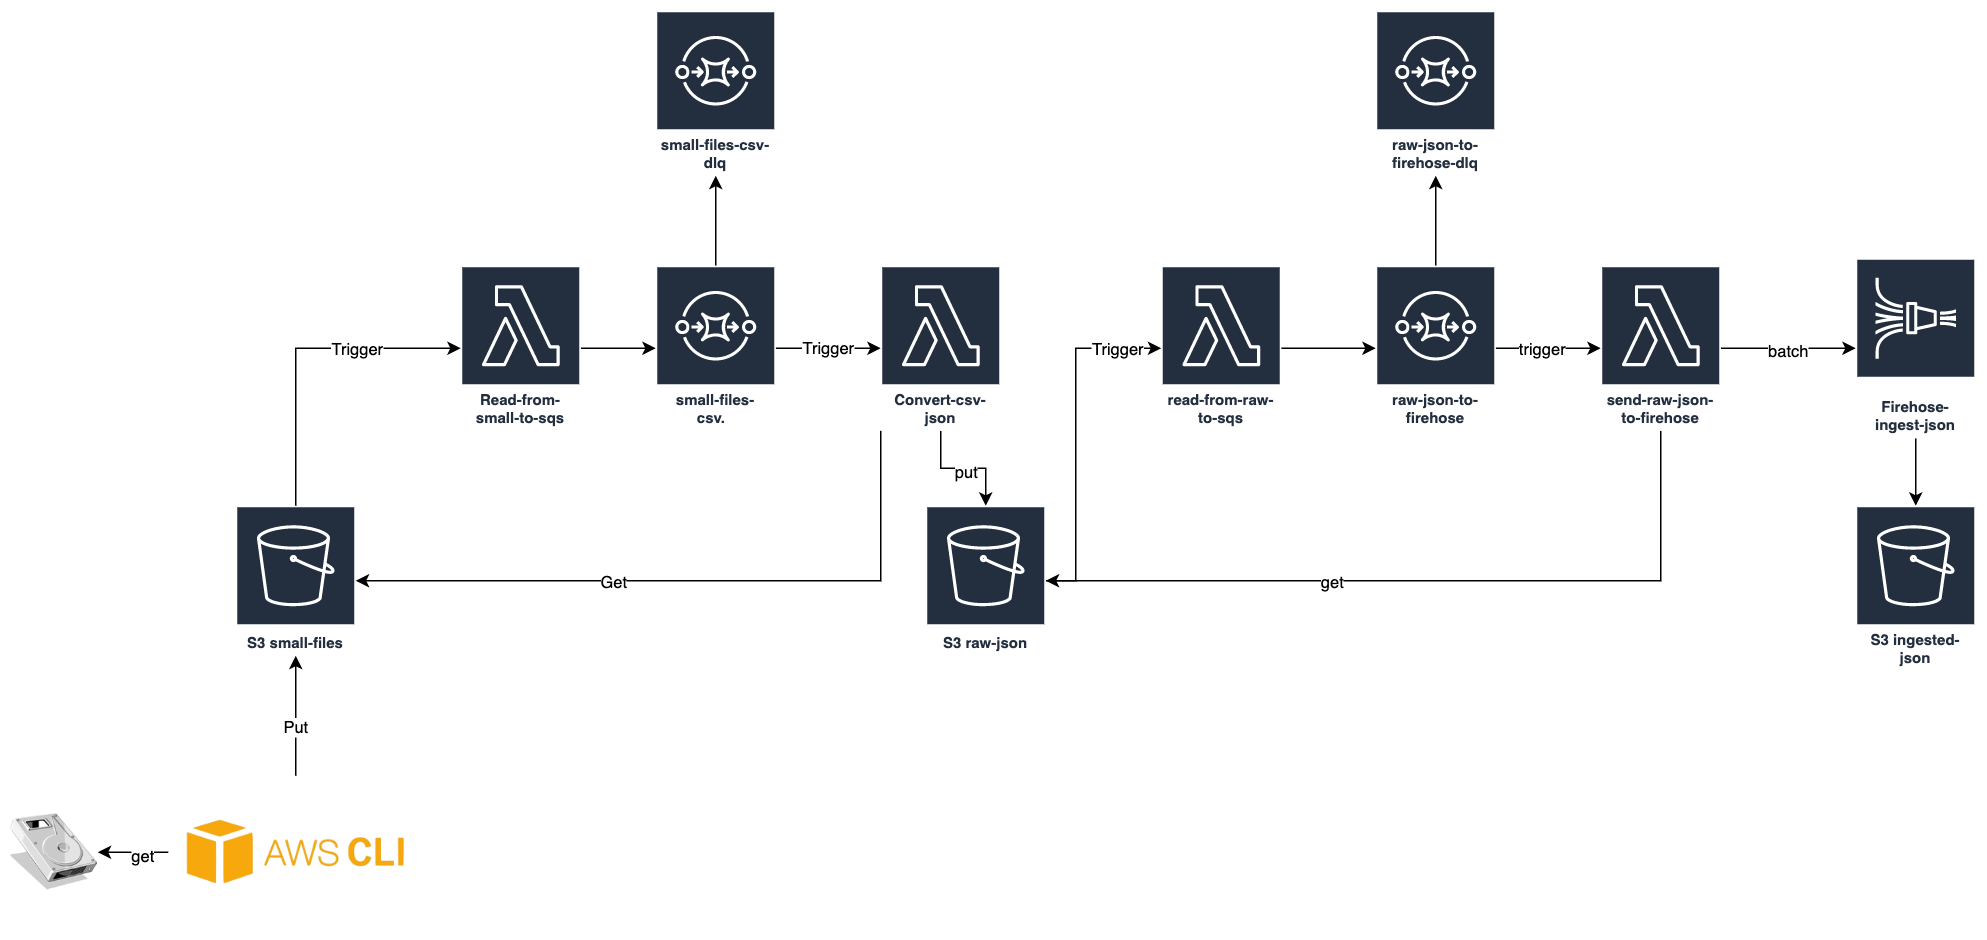 small-files-csv-
dlq
raw-json-to-
firehose-dlq
Trigger
Read-from-
small-to-sqs
small-files-
csv.
Trigger
Convert-csv-
json
Trigger
read-from-raw-
to-sqs
raw-json-to-
firehose
trigger
send-raw-json-
to-firehose
batch
Firehose-
ingest-json
put
Get
get
S3 small-files
S3 raw-json
S3 ingested-
json
Put
get
AWS CLI